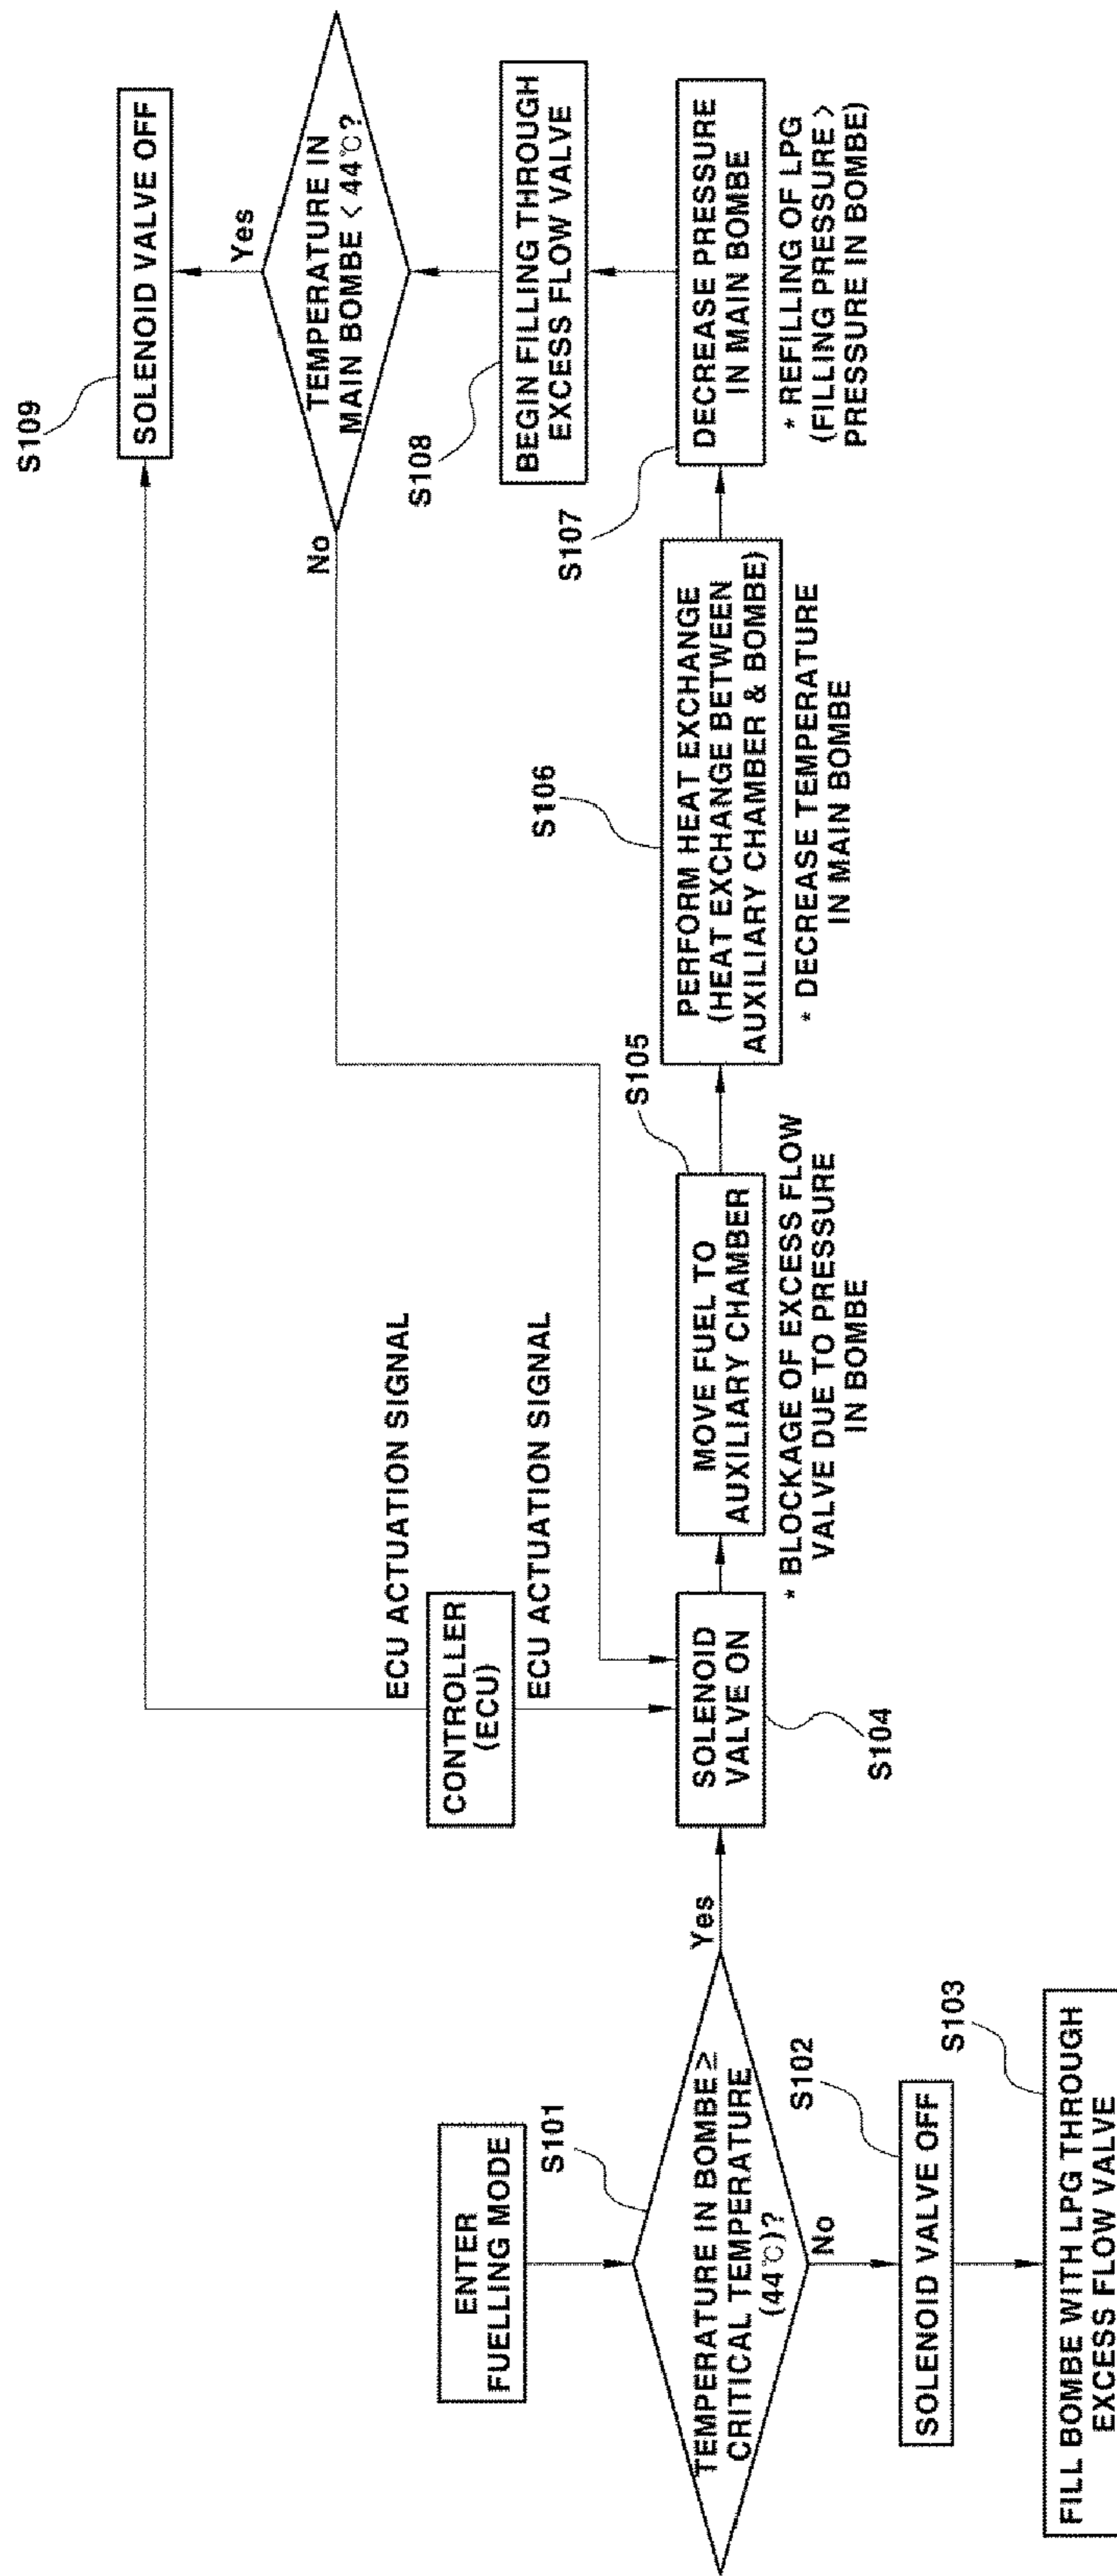 ENTER
FUELLING MODE
S101
TEMPERATURE IN BOMBE≥
CRITICAL TEMPERATURE
(44℃)?
Yes
No
S102
SOLENOID VALVE OFF
S103
FILL BOMBE WITH LPG THROUGH
EXCESS FLOW VALVE
ECU ACTUATION SIGNAL
CONTROLLER
(ECU)
ECU ACTUATION SIGNAL
SOLENOID
VALVE ON
S104
S105
MOVE FUEL TO
AUXILIARY CHAMBER
* BLOCKAGE OF EXCESS FLOW
VALVE DUE TO PRESSURE
IN BOMBE
S106
PERFORM HEAT EXCHANGE
(HEAT EXCHANGE BETWEEN
AUXILIARY CHAMBER & BOMBE)
* DECREASE TEMPERATURE
IN MAIN BOMBE
S107
DECREASE PRESSURE
IN MAIN BOMBE
* REFILLING OF LPG
(FILLING PRESSURE >
PRESSURE IN BOMBE)
S108
BEGIN FILLING THROUGH
EXCESS FLOW VALVE
TEMPERATURE IN
MAIN BOMBE < 44℃?
No
Yes
S109
SOLENOID VALVE OFF